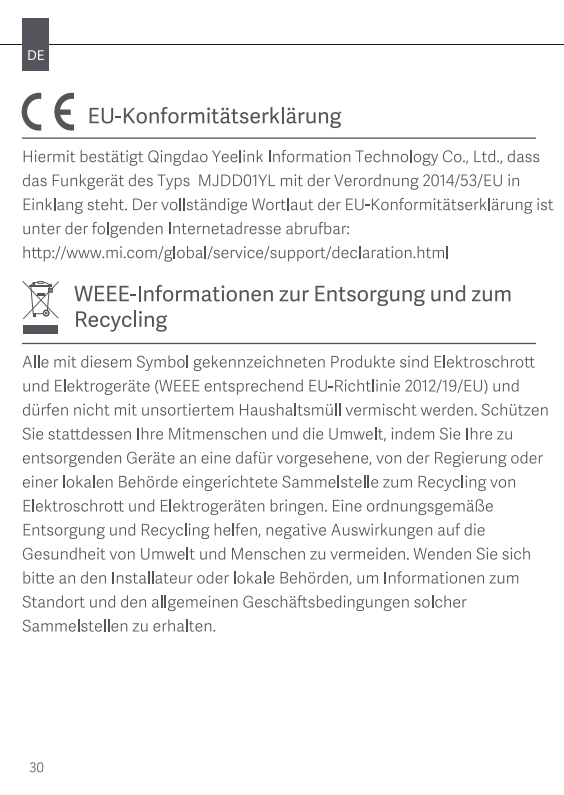 DE
CE EU-Konformitätserklärung
Hiermit bestätigt Qingdao Yeelink Information Technology Co., Ltd., dass
das Funkgerät des Typs MJDD01YL mit der Verordnung 2014/53/EU in
Einklang steht. Der vollständige Wortlaut der EU-Konformitätserklärung ist
unter der folgenden Internetadresse abrufbar:
http://www.mi.com/global/service/support/declaration.html
WEEE-Informationen zur Entsorgung und zum
Recycling
Alle mit diesem Symbol gekennzeichneten Produkte sind Elektroschrott
und Elektrogeräte (WEEE entsprechend EU-Richtlinie 2012/19/EU) und
dürfen nicht mit unsortiertem Haushaltsmüll vermischt werden. Schützen
Sie stattdessen Ihre Mitmenschen und die Umwelt, indem Sie Ihre zu
entsorgenden Geräte an eine dafür vorgesehene, von der Regierung oder
einer lokalen Behörde eingerichtete Sammelstelle zum Recycling von
Elektroschrott und Elektrogeräten bringen. Eine ordnungsgemäße
Entsorgung und Recycling helfen, negative Auswirkungen auf die
Gesundheit von Umwelt und Menschen zu vermeiden. Wenden Sie sich
bitte an den Installateur oder lokale Behörden, um Informationen zum
Standort und den allgemeinen Geschäftsbedingungen solcher
Sammelstellen zu erhalten.
30